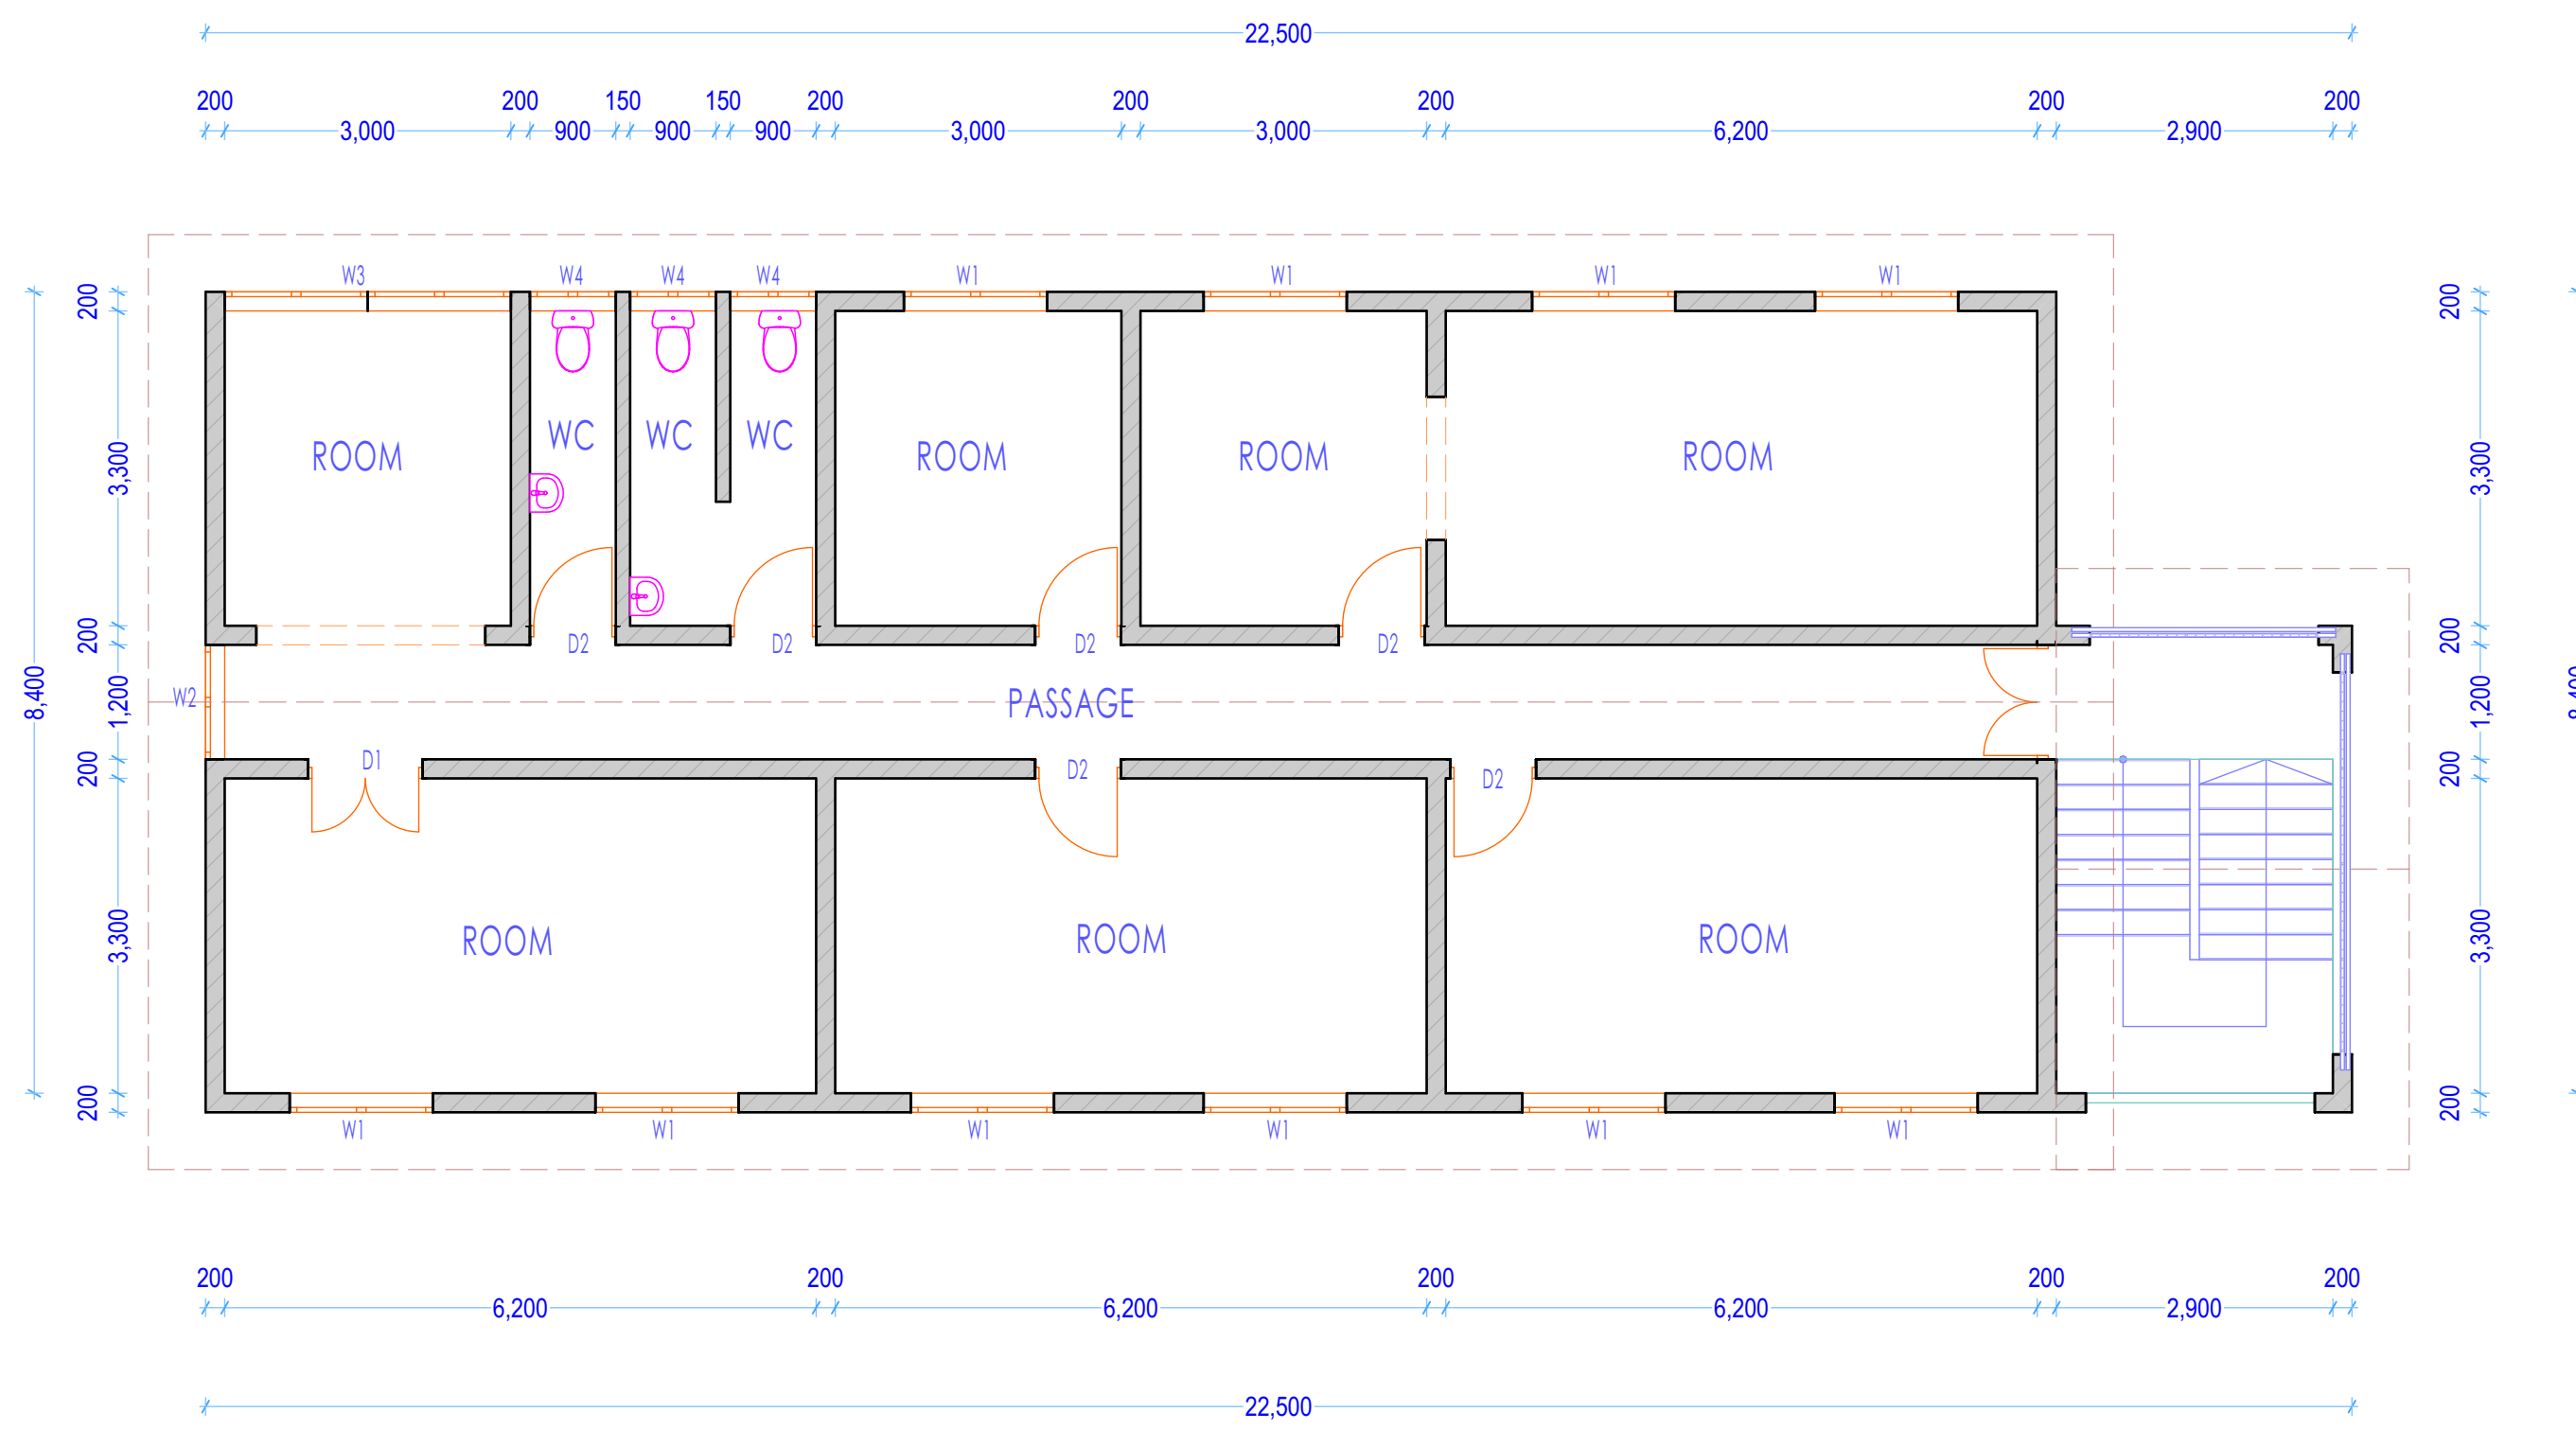 22,500
200 200 150 150 200 200 200 200 200
3,000 900 900 900 3,000 3,000 6,200 2,900
W3 W4 W4 W4 W1 W1 W1 W1
200 200
WC WC WC
ROOM ROOM ROOM ROOM
3,300 3,300
200 D2 D2 D2 D2 200
8,400 1,200 W2 PASSAGE 1,200
200 D1 D2 D2 200
3,300 ROOM ROOM ROOM 3,300
200 200
W1 W1 W1 W1 W1 W1
200 200 200 200 200
6,200 6,200 6,200 2,900
22,500